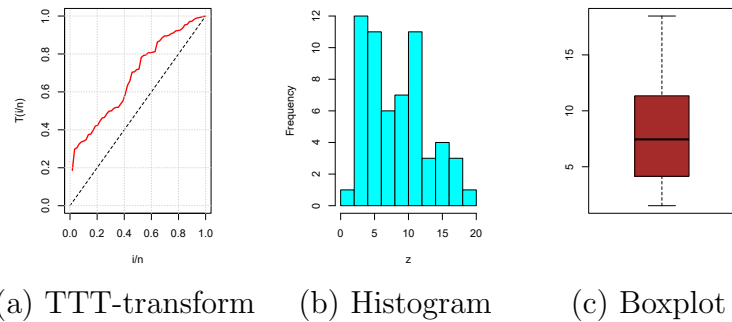 T(i/n)
0.0 0.2 0.4 0.6 0.8 1.0
0.0 0.2 0.4 0.6 0.8 1.0
i/n
Frequency
0 2 4 6 8 10 12
0 5 10 15 20
z
5 10 15
(a) TTT-transform
(b) Histogram
(c) Boxplot